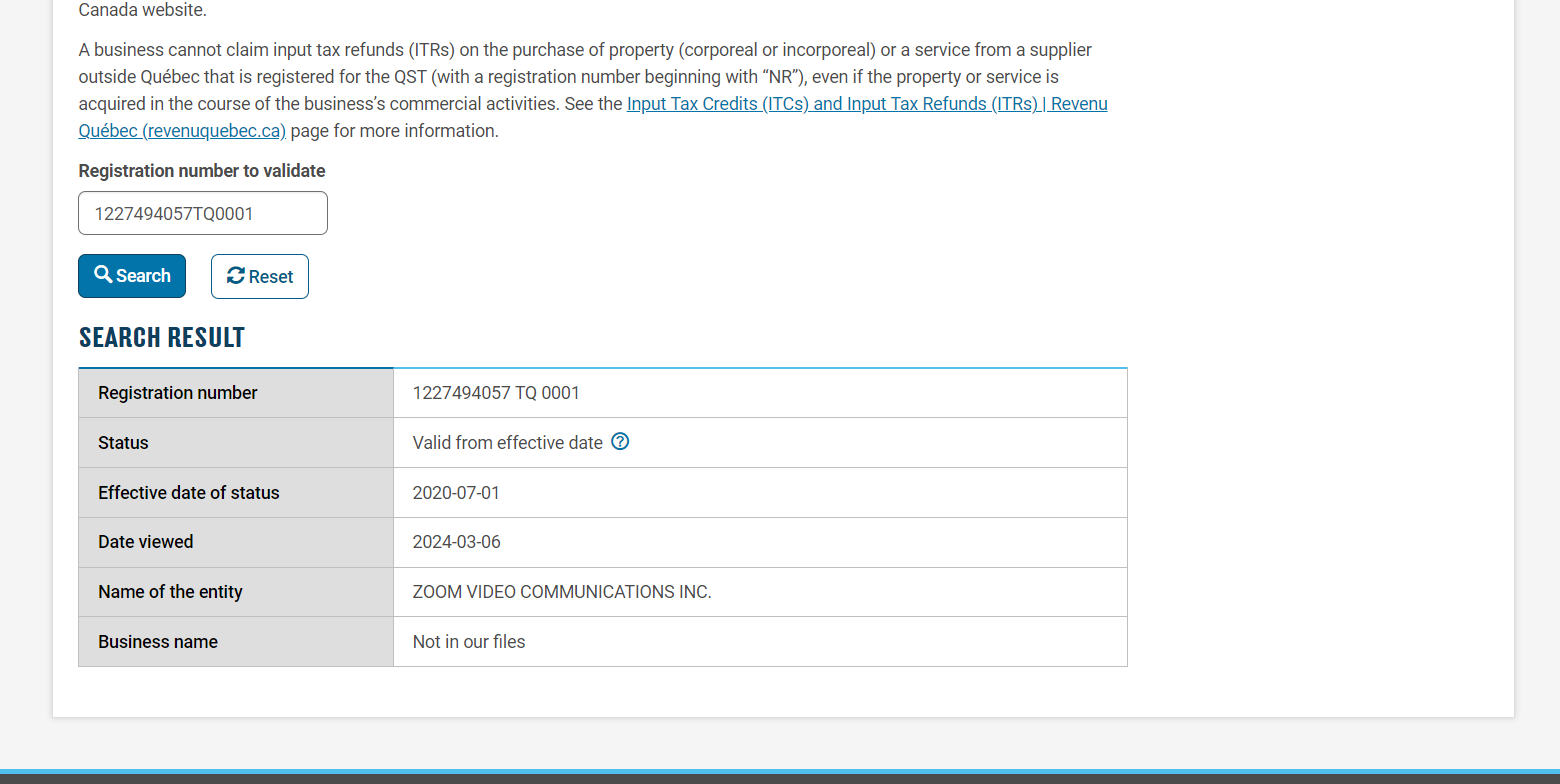 Canada website.
A business cannot claim input tax refunds (ITRs) on the purchase of property (corporeal or incorporeal) or a service from a supplier
outside Québec that is registered for the QST (with a registration number beginning with “NR”), even if the property or service is
acquired in the course of the business’s commercial activities. See the Input Tax Credits (ITCs) and Input Tax Refunds (ITRs) | Revenu
Québec (revenuquebec.ca) page for more information.
Registration number to validate
1227494057TQ0001
Search Reset
SEARCH RESULT
Registration number 1227494057 TQ 0001
Status Valid from effective date ?
Effective date of status 2020-07-01
Date viewed 2024-03-06
Name of the entity ZOOM VIDEO COMMUNICATIONS INC.
Business name Not in our files